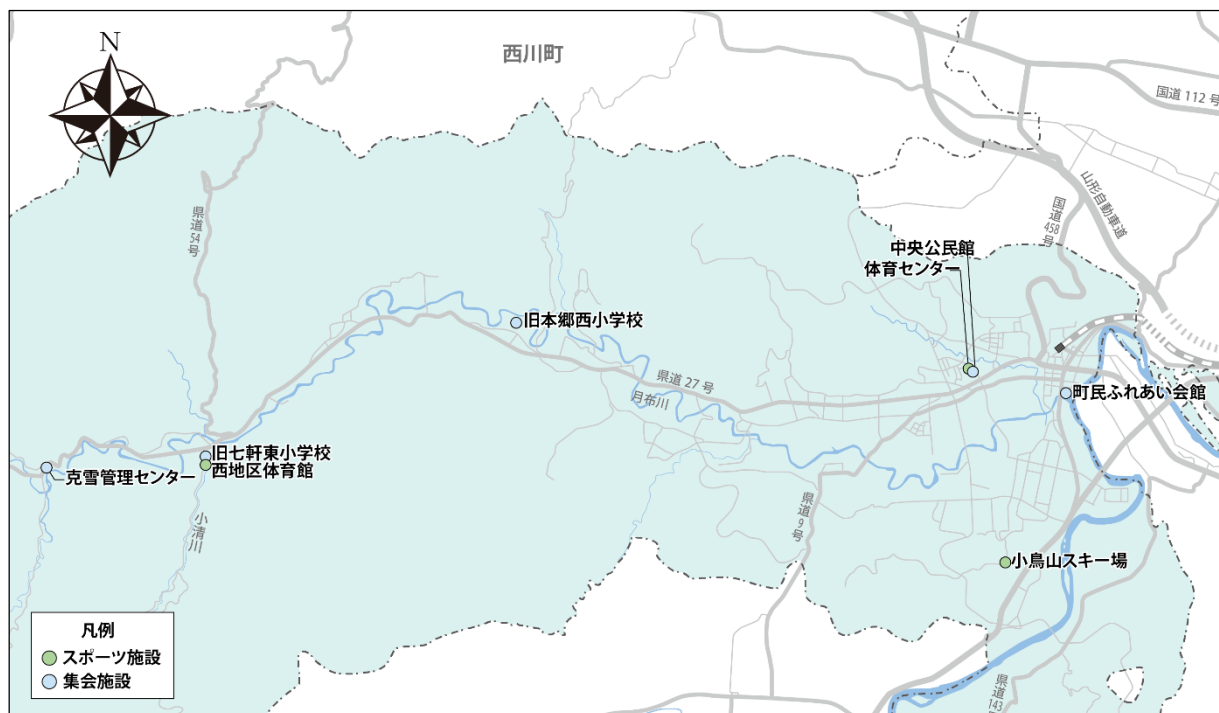 N
西川町
国道 112 号
山形自動車道
国道
458
号
県道
54
号
中央公民館
体育センター
旧本郷西小学校
県道 27 号
月布川
町民ふれあい会館
旧七軒東小学校
西地区体育館
克雪管理センター
小清川
県道
9
号
小鳥山スキー場
県道
143
凡例
スポーツ施設
集会施設